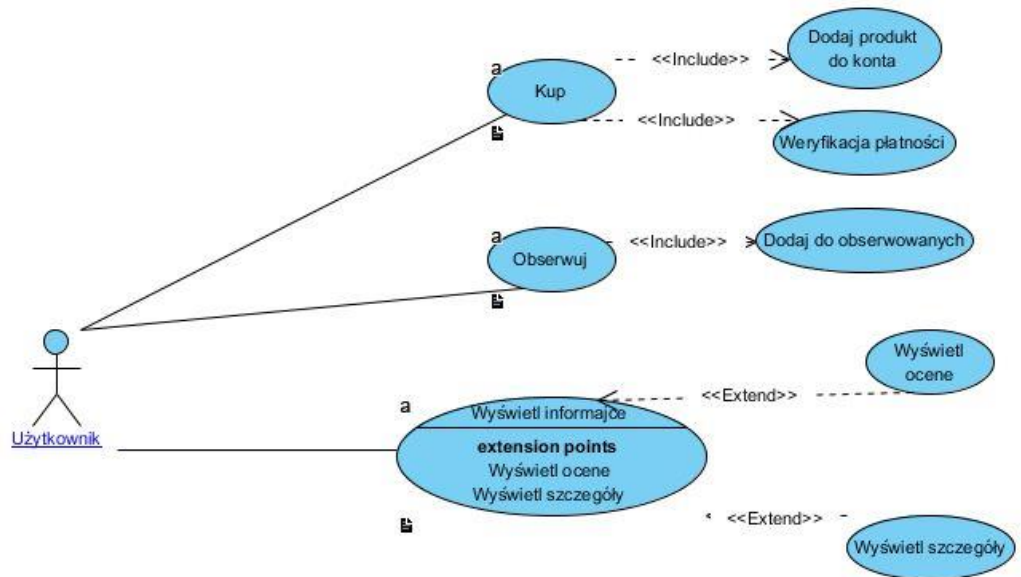 Dodaj produkt
do konta
<<Include>>
a
Kup
<<Include>>
Weryfikacja płatności
a
Obserwuj
<<Include>>
Dodaj do obserwowanych
Wyświetl
ocene
<<Extend>>
a
Wyświetl informajce
extension points
Wyświetl ocene
Wyświetl szczegóły
Użytkownik
<<Extend>>
Wyświetl szczegóły